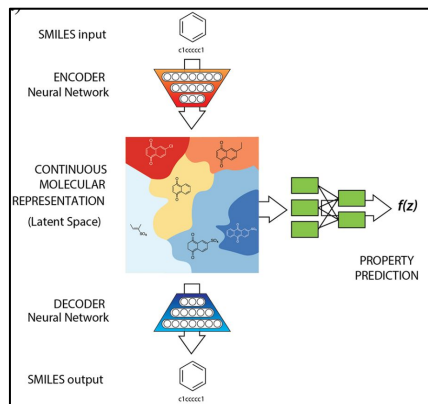 SMILES input
c1ccccc1
ENCODER
Neural Network
CONTINUOUS
MOLECULAR
REPRESENTATION
(Latent Space)
f(z)
PROPERTY
PREDICTION
DECODER
Neural Network
SMILES output
c1ccccc1